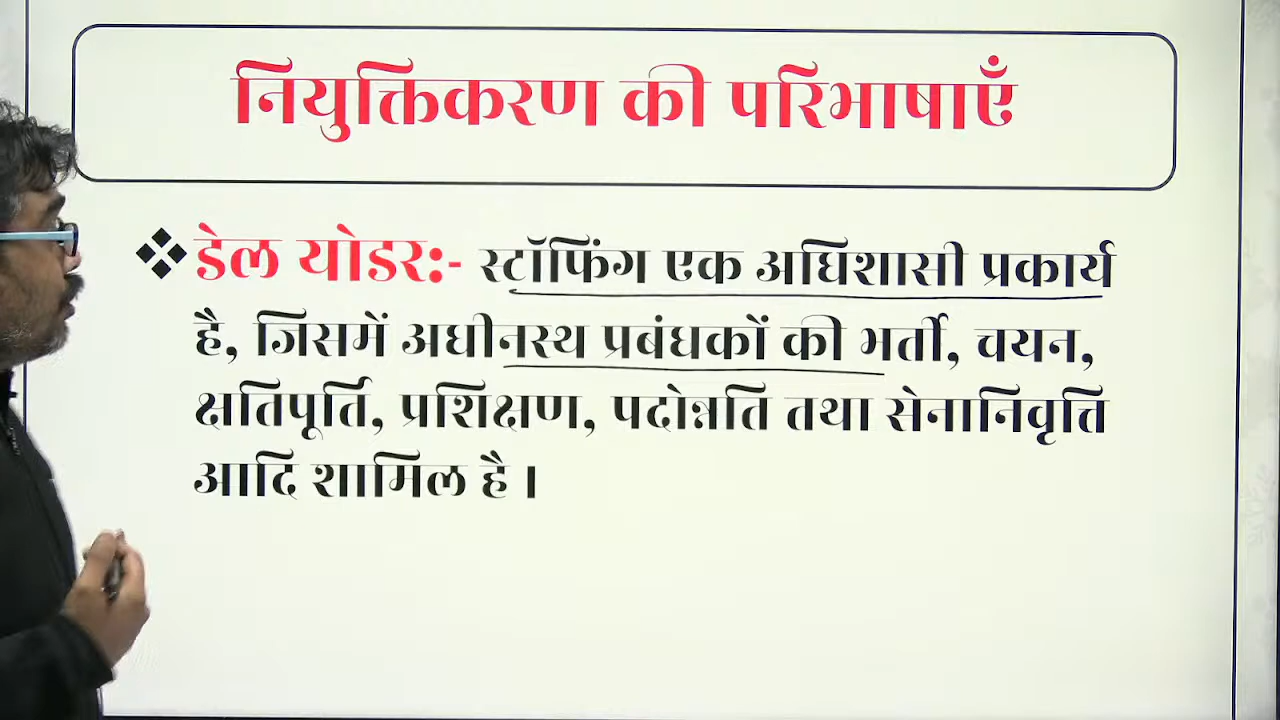 नियुक्तिकरण की परिभाषाएँ
❖ डेल योडर:- स्टॉफिंग एक अधिशासी प्रकार्य
है, जिसमें अधीनस्थ प्रबंधकों की भर्ती, चयन,
क्षतिपूर्ति, प्रशिक्षण, पदोन्नति तथा सेनानिवृत्ति
आदि शामिल है।